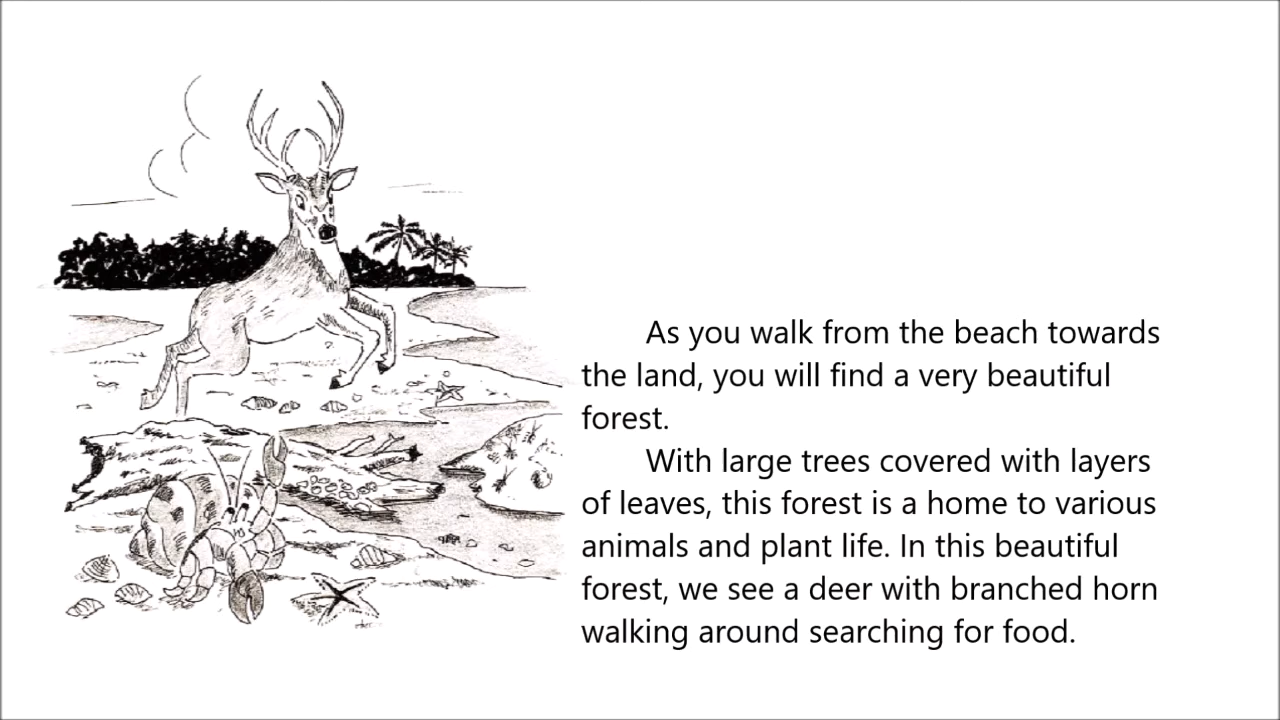 As you walk from the beach towards
the land, you will find a very beautiful
forest.
With large trees covered with layers
of leaves, this forest is a home to various
animals and plant life. In this beautiful
forest, we see a deer with branched horn
walking around searching for food.